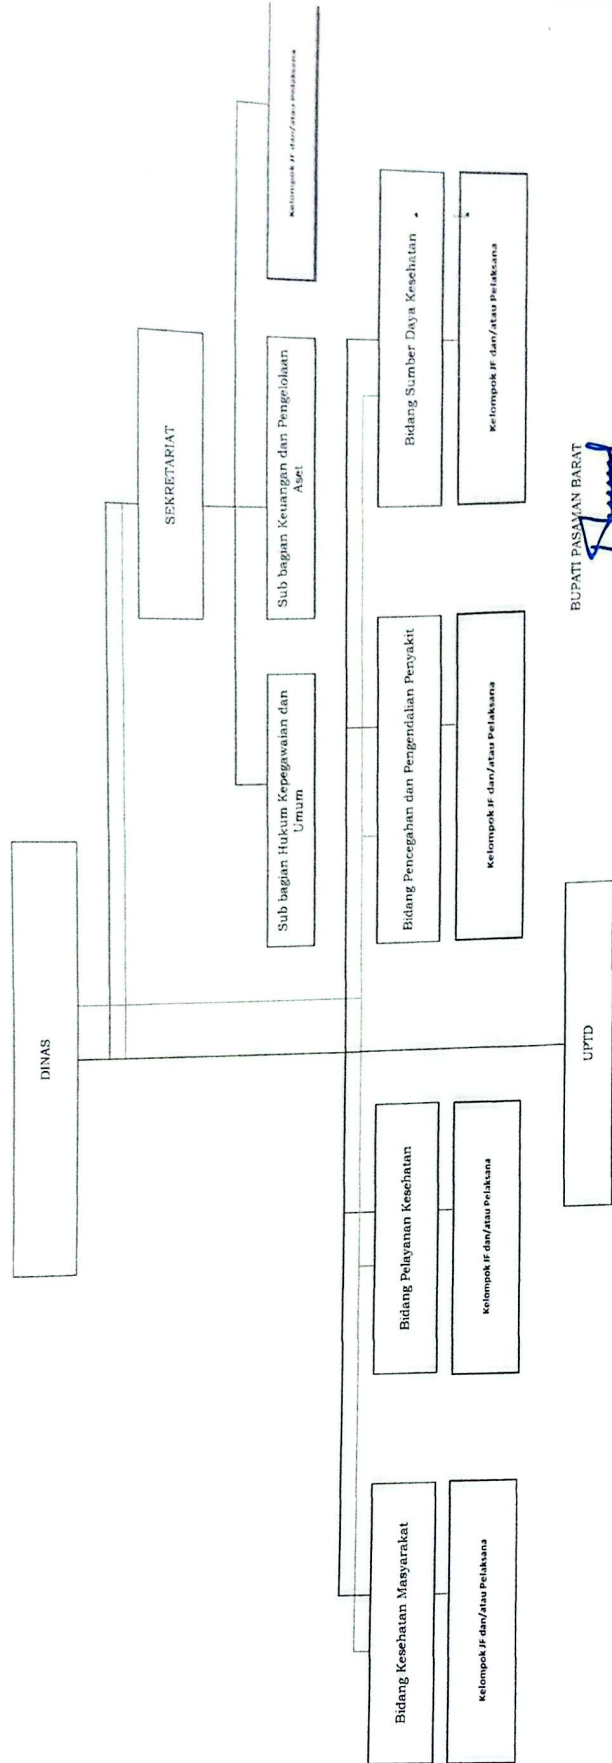 DINAS
SEKRETARIAT
Sub bagian Hukum Kepegawaian dan
Umum
Sub bagian Keuangan dan Pengelolaan
Aset
Kelompok JF dan/atau Pelaksana
Bidang Kesehatan Masyarakat
Bidang Pelayanan Kesehatan
Bidang Pencegahan dan Pengendalian Penyakit
Bidang Sumber Daya Kesehatan
Kelompok JF dan/atau Pelaksana
Kelompok JF dan/atau Pelaksana
Kelompok JF dan/atau Pelaksana
Kelompok JF dan/atau Pelaksana
UPTD
BUPATI PASAMAN BARAT